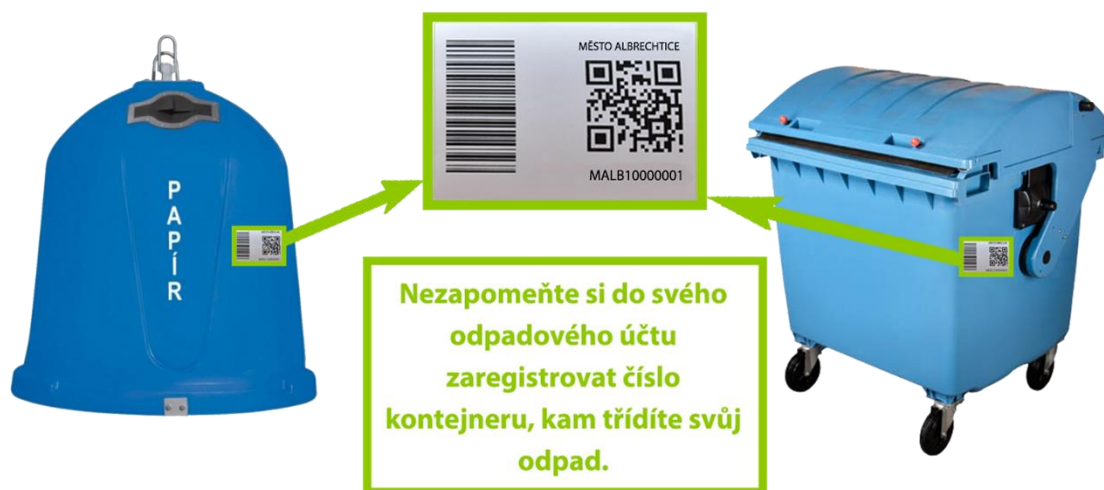 PAPÍR
MĚSTO ALBRECHTICE
MALB10000001
Nezapomeňte si do svého
odpadového účtu
zaregistrovat číslo
kontejneru, kam třídíte svůj
odpad.